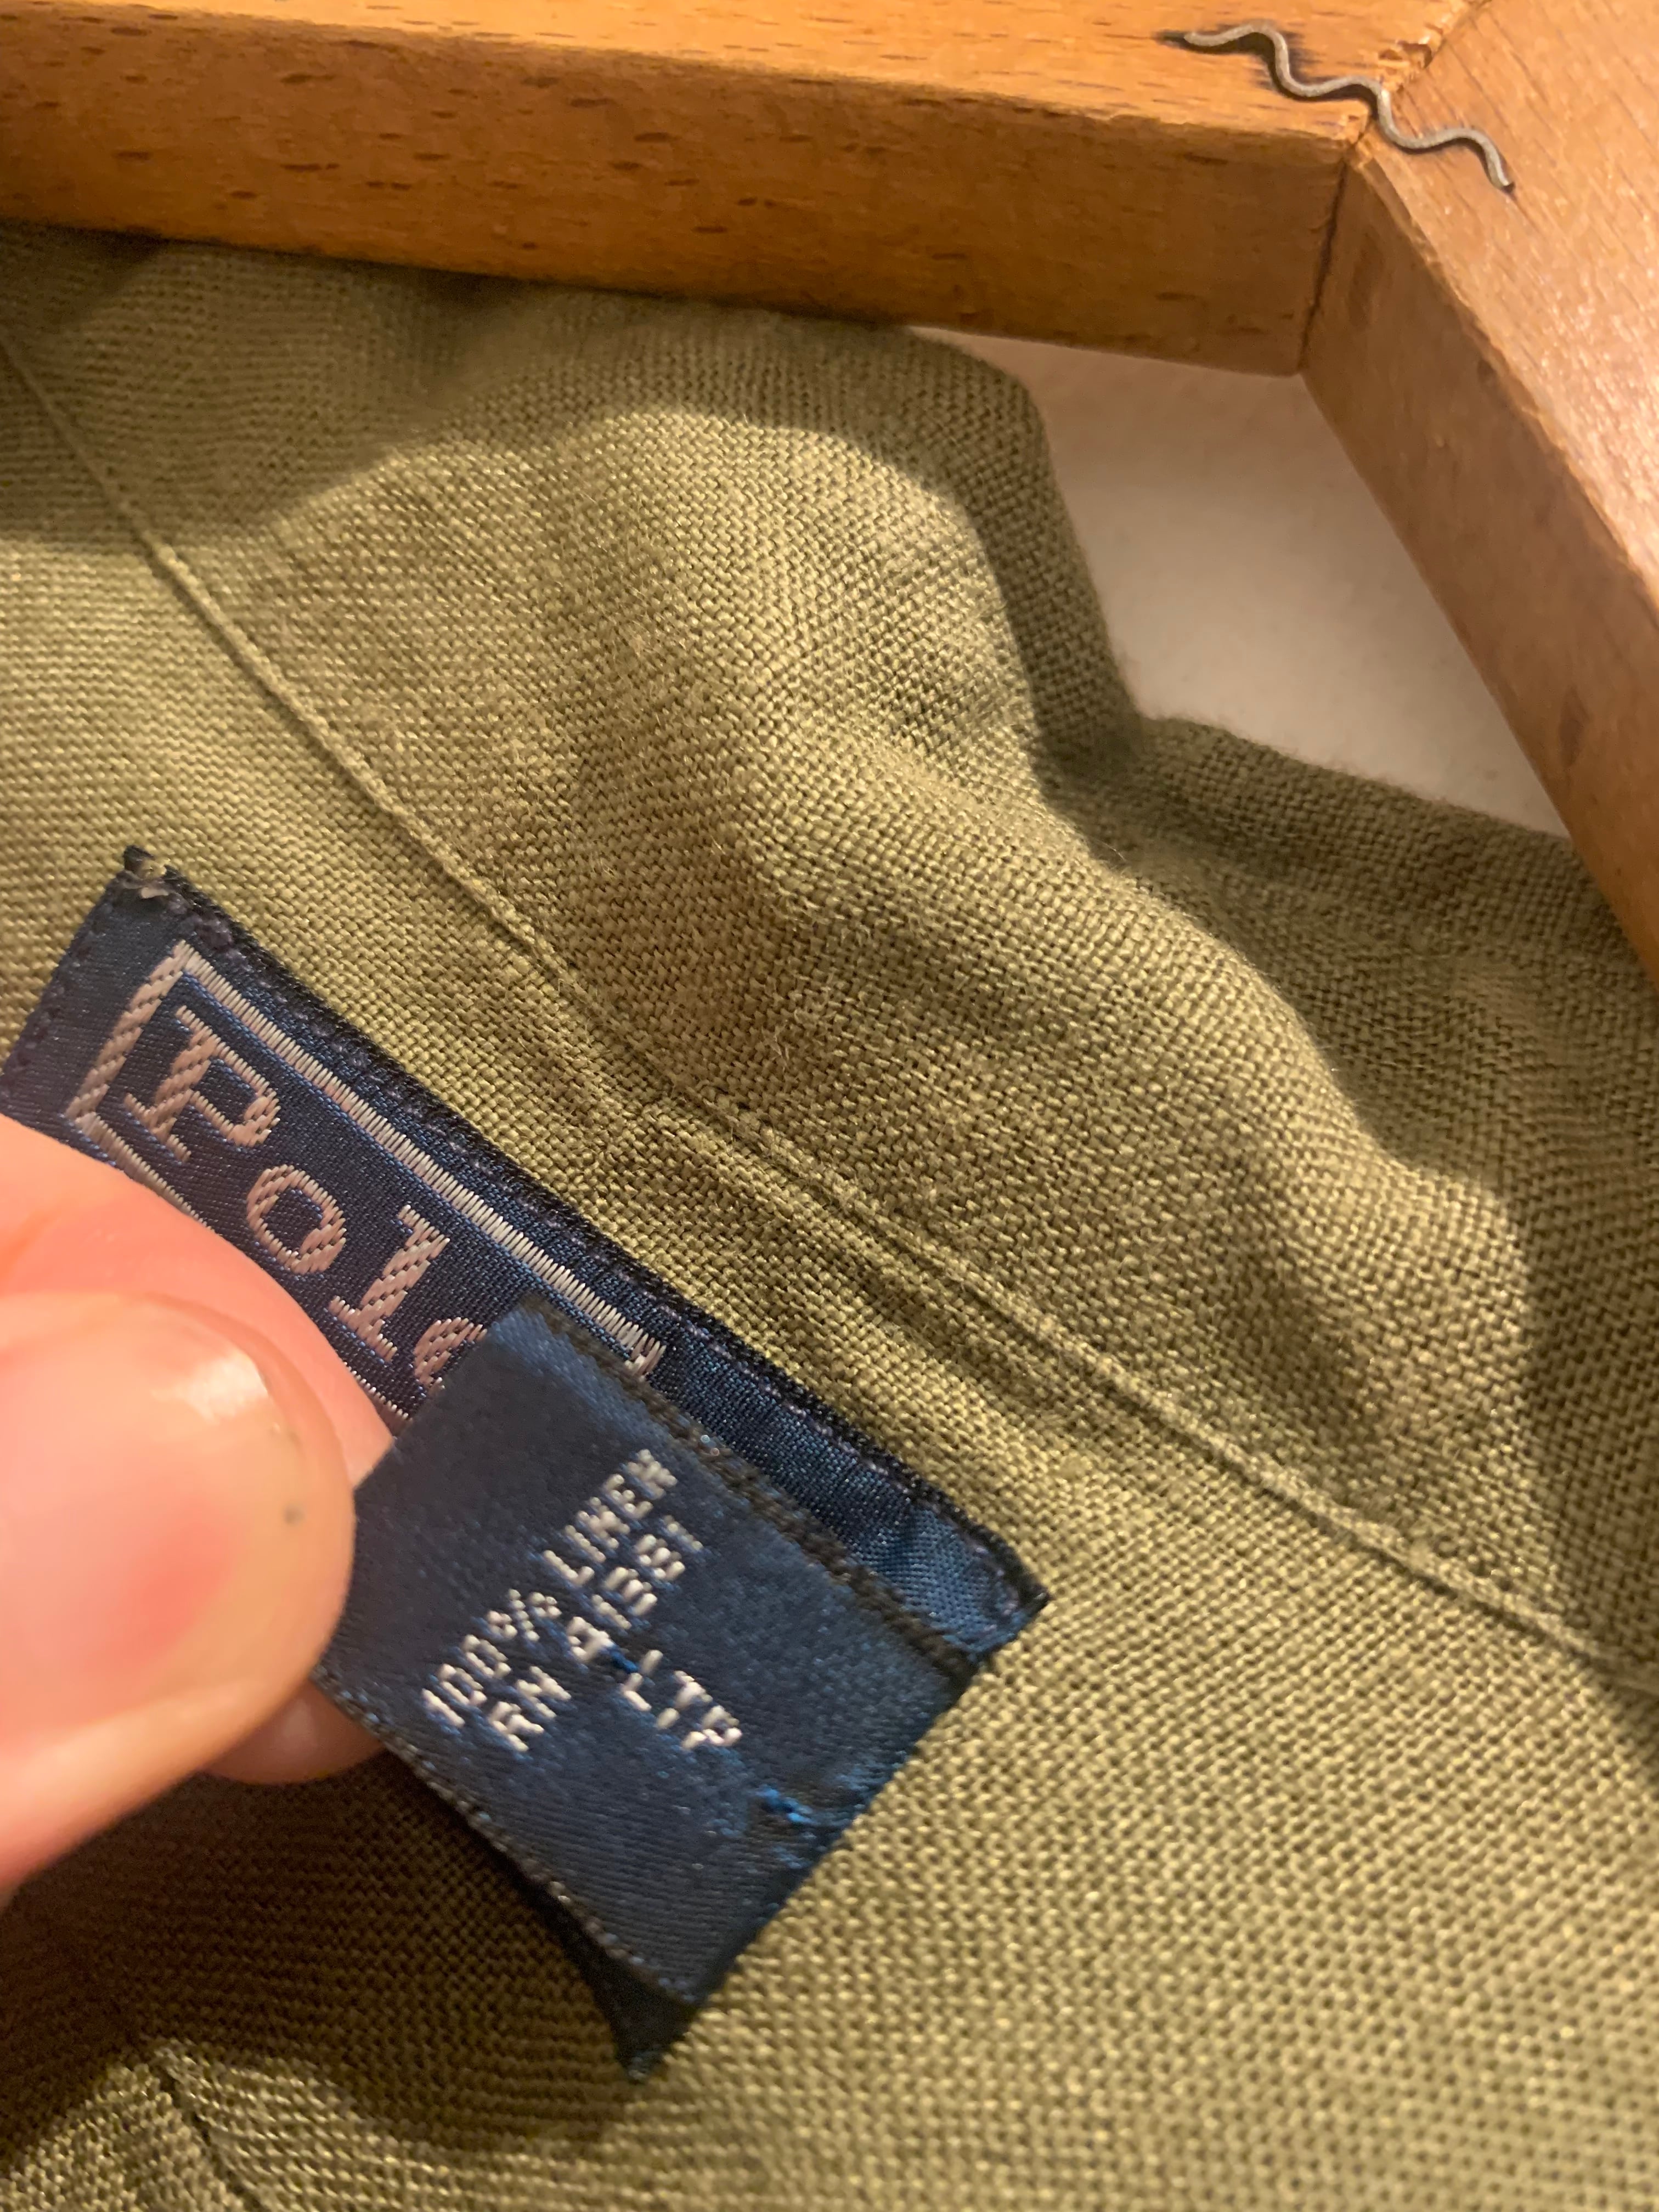 Polo
100% LINEN
RN 41381
LTP